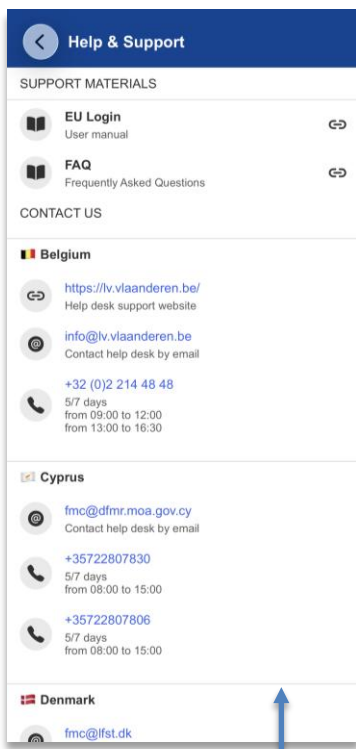 Help & Support
SUPPORT MATERIALS
EU Login
User manual
FAQ
Frequently Asked Questions
CONTACT US
Belgium
https://lv.vlaanderen.be/
Help desk support website
info@lv.vlaanderen.be
Contact help desk by email
+32 (0)2 214 48 48
5/7 days
from 09:00 to 12:00
from 13:00 to 16:30
Cyprus
fmc@dfmr.moa.gov.cy
Contact help desk by email
+35722807830
5/7 days
from 08:00 to 15:00
+35722807806
5/7 days
from 08:00 to 15:00
Denmark
fmc@lfst.dk